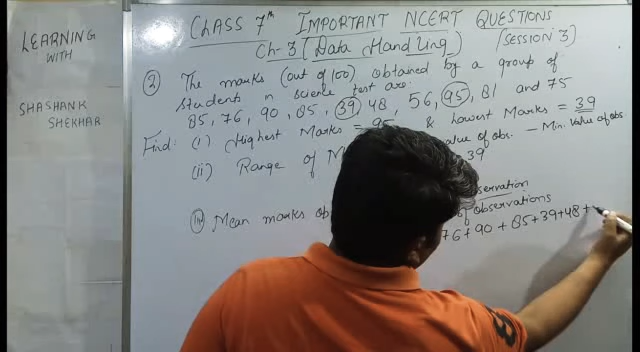 LEARNING
WITH
SHASHANK
SHEKHAR
CLASS 7th IMPORTANT NCERT QUESTIONS
Ch-3 (Data Handling) (SESSION 3)
② The marks (out of 100) obtained by a group of
students in science test are:
85, 76, 90, 85, 39, 48, 56, 95, 81 and 75
Find: (i) Highest Marks = 95 & Lowest Marks = 39
(ii) Range of value of obs. – Min. value of obs.
39
(iii) Mean marks
of observations
76 + 90 + 85 + 39 + 48 +